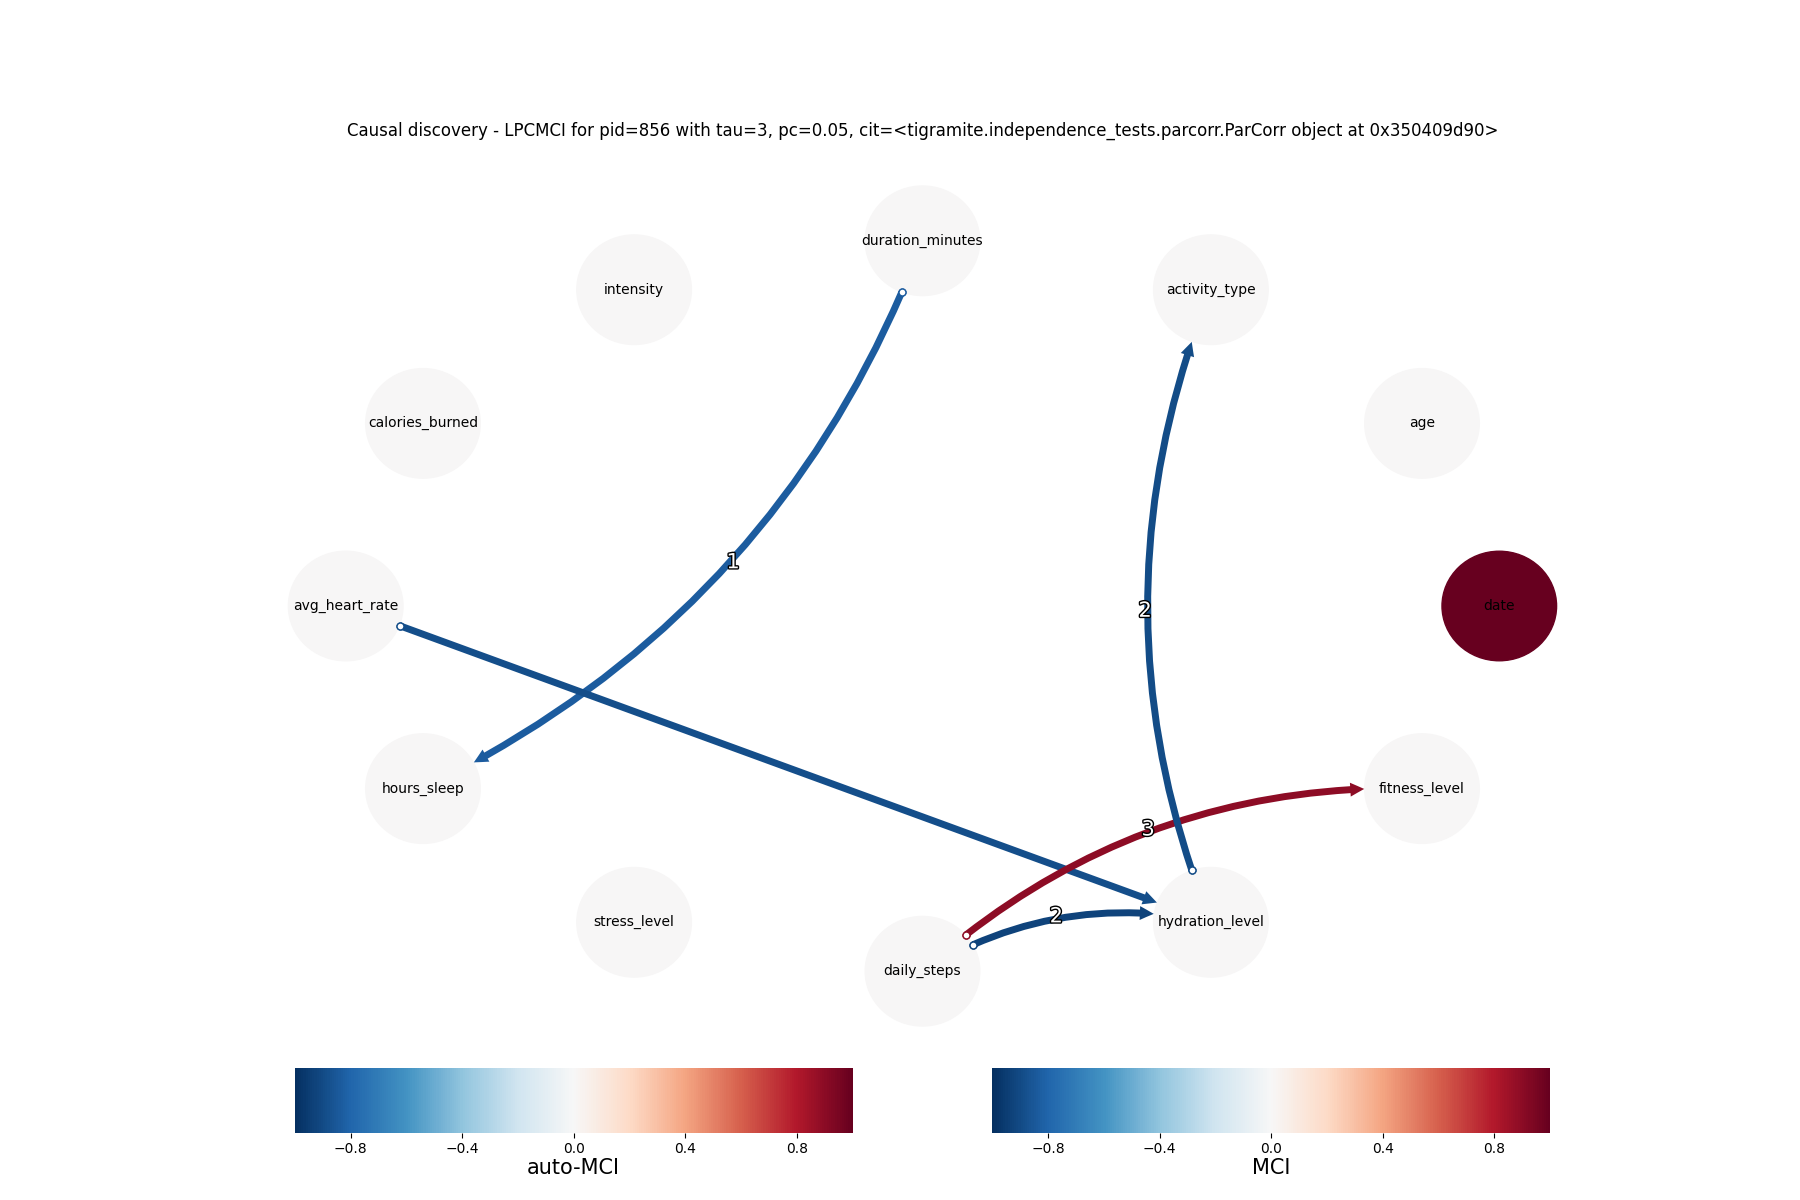 Causal discovery - LPCMCI for pid=856 with tau=3, pc=0.05, cit=<tigramite.independence_tests.parcorr.ParCorr object at 0x350409d90>
duration_minutes
intensity
activity_type
calories_burned
age
1
avg_heart_rate
2
date
hours_sleep
fitness_level
3
2
stress_level
hydration_level
daily_steps
−0.8 −0.4 0.0 0.4 0.8
auto-MCI
−0.8 −0.4 0.0 0.4 0.8
MCI